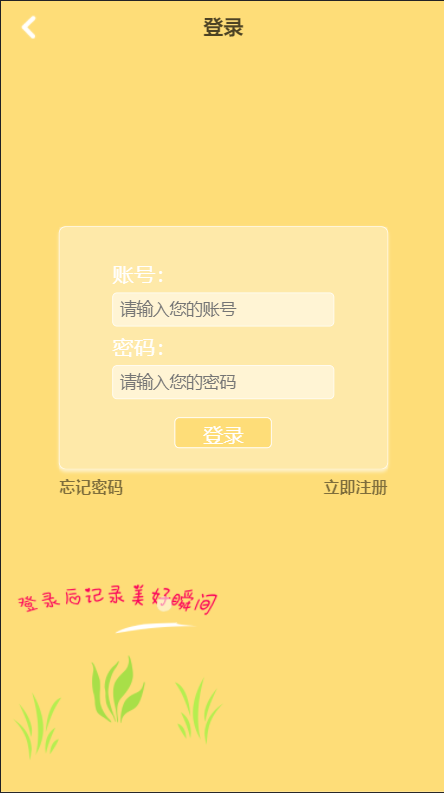 登录
账号：
请输入您的账号
密码：
请输入您的密码
登录
忘记密码 立即注册
登录后记录美好瞬间